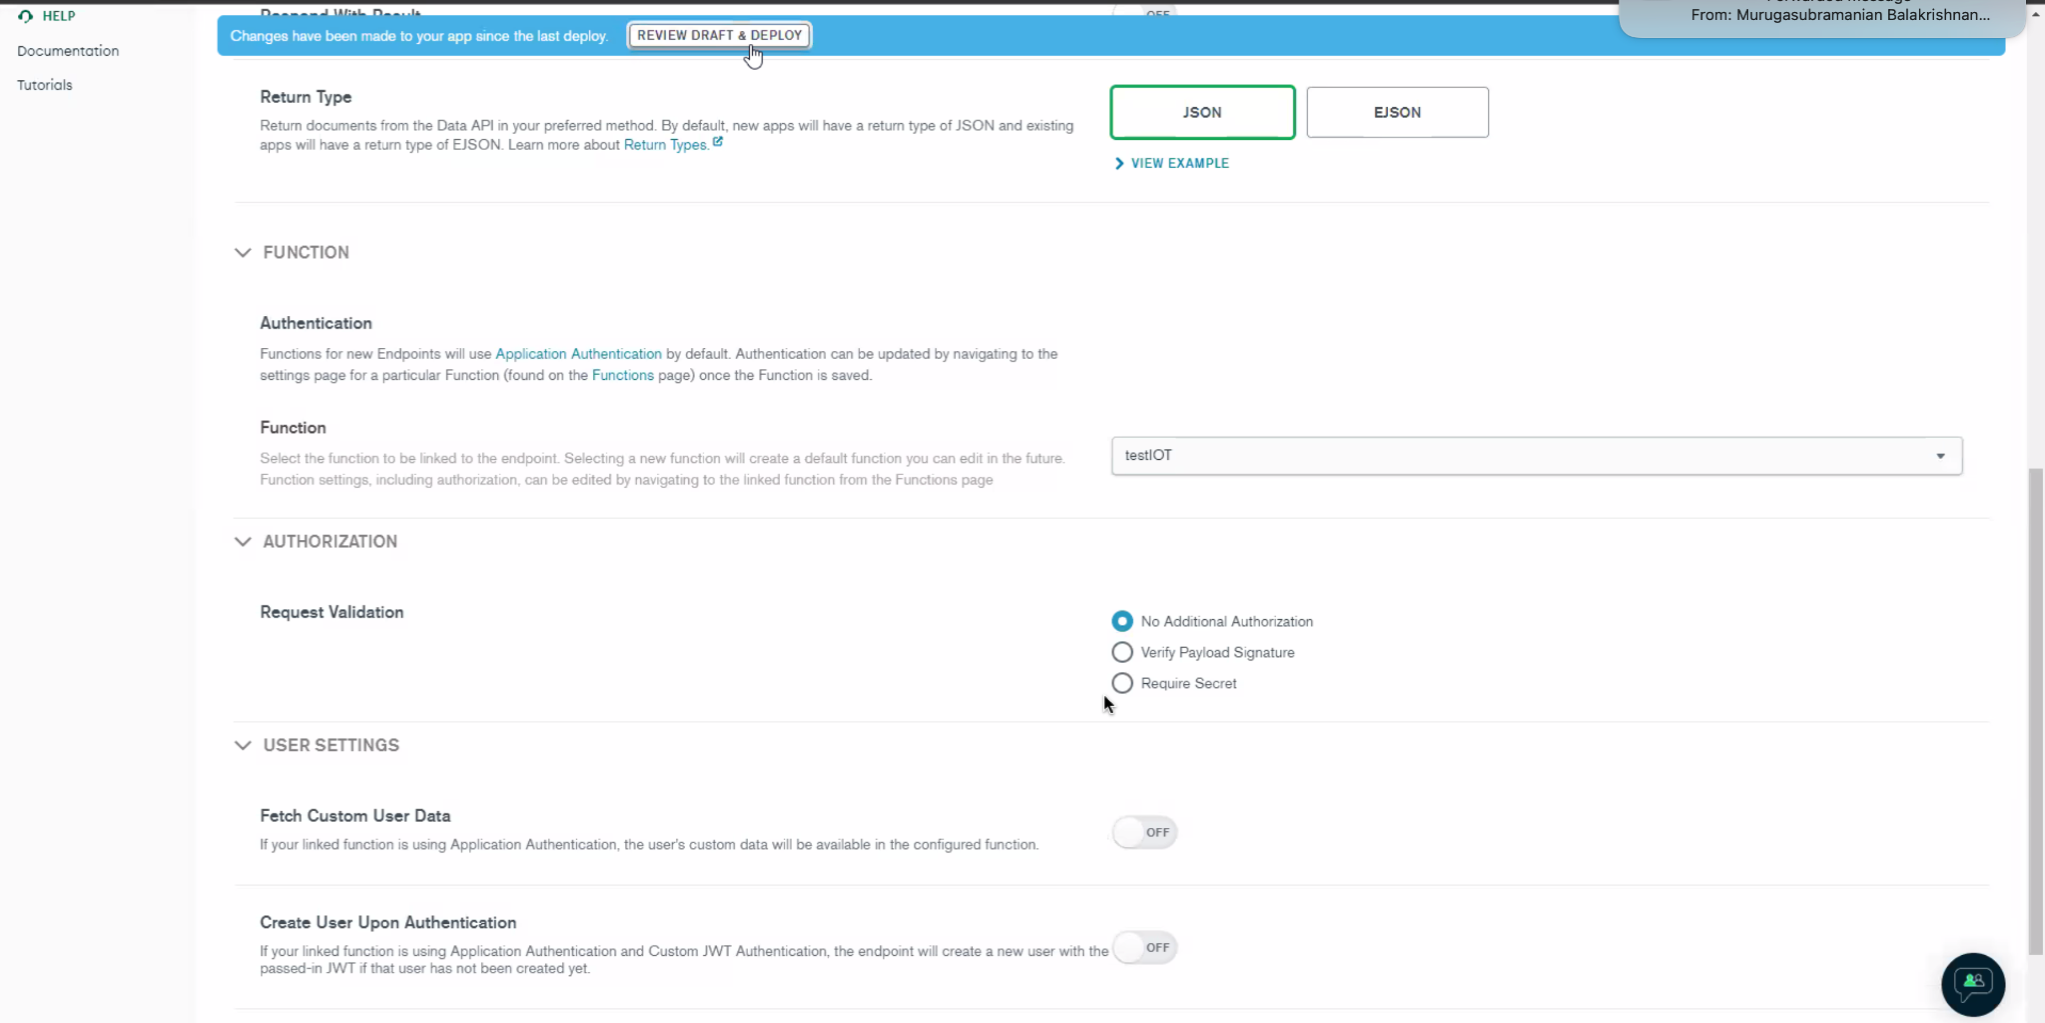 HELP
Documentation
Tutorials
Respond With Result
OFF
Changes have been made to your app since the last deploy.
REVIEW DRAFT & DEPLOY
Forwarded Message
From: Murugasubramanian Balakrishnan...
Return Type
Return documents from the Data API in your preferred method. By default, new apps will have a return type of JSON and existing
apps will have a return type of EJSON. Learn more about Return Types.
JSON
EJSON
VIEW EXAMPLE
FUNCTION
Authentication
Functions for new Endpoints will use Application Authentication by default. Authentication can be updated by navigating to the
settings page for a particular Function (found on the Functions page) once the Function is saved.
Function
Select the function to be linked to the endpoint. Selecting a new function will create a default function you can edit in the future.
Function settings, including authorization, can be edited by navigating to the linked function from the Functions page
testIOT
AUTHORIZATION
Request Validation
No Additional Authorization
Verify Payload Signature
Require Secret
USER SETTINGS
Fetch Custom User Data
If your linked function is using Application Authentication, the user's custom data will be available in the configured function.
OFF
Create User Upon Authentication
If your linked function is using Application Authentication and Custom JWT Authentication, the endpoint will create a new user with the
passed-in JWT if that user has not been created yet.
OFF